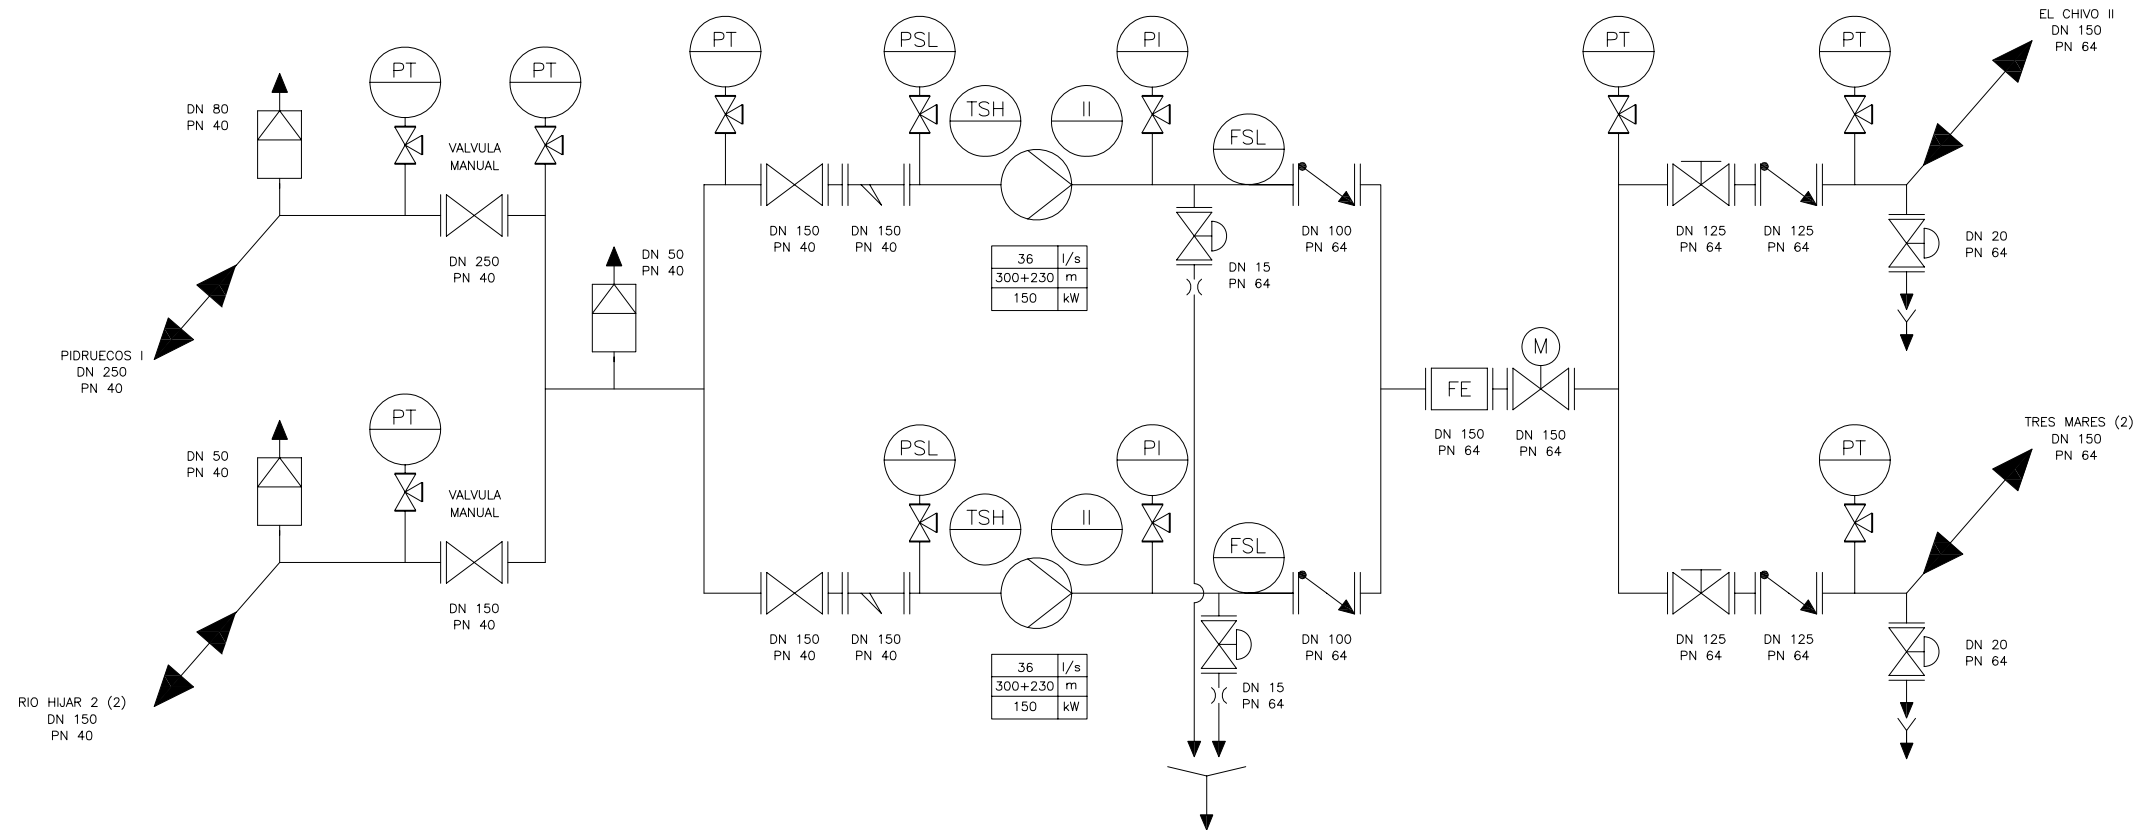 EL CHIVO II
DN 150
PN 64
PT
PSL
PI
PT
PT
PT
PT
DN 80
PN 40
TSH
II
FSL
VALVULA
MANUAL
DN 150
PN 40
DN 150
PN 40
DN 100
PN 64
DN 125
PN 64
DN 125
PN 64
DN 20
PN 64
DN 250
PN 40
DN 50
PN 40
36 l/s
300+230 m
150 kW
DN 15
PN 64
PIDRUECOS I
DN 250
PN 40
M
FE
DN 150
PN 64
DN 150
PN 64
PT
DN 50
PN 40
VALVULA
MANUAL
PSL
PI
PT
TRES MARES (2)
DN 150
PN 64
TSH
II
FSL
DN 150
PN 40
DN 150
PN 40
DN 150
PN 40
DN 100
PN 64
DN 125
PN 64
DN 125
PN 64
DN 20
PN 64
36 l/s
300+230 m
150 kW
DN 15
PN 64
RIO HIJAR 2 (2)
DN 150
PN 40